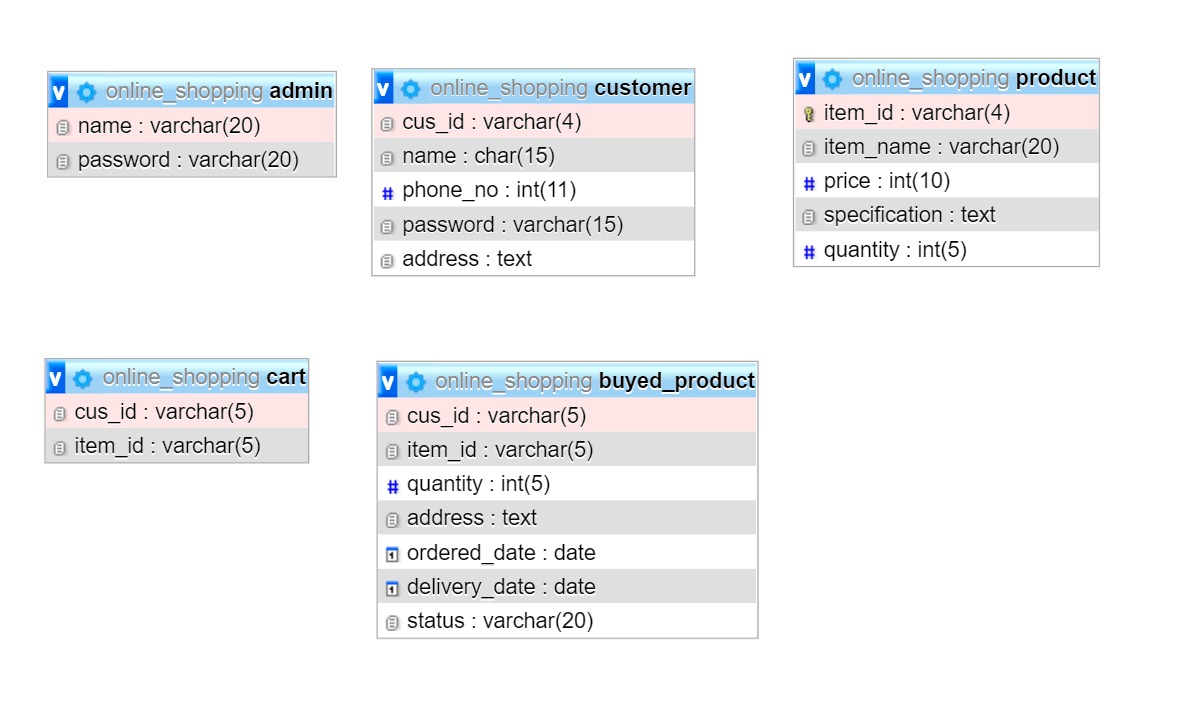 online_shopping admin
name : varchar(20)
password : varchar(20)
online_shopping customer
cus_id : varchar(4)
name : char(15)
# phone_no : int(11)
password : varchar(15)
address : text
online_shopping product
item_id : varchar(4)
item_name : varchar(20)
# price : int(10)
specification : text
# quantity : int(5)
online_shopping cart
cus_id : varchar(5)
item_id : varchar(5)
online_shopping buyed_product
cus_id : varchar(5)
item_id : varchar(5)
# quantity : int(5)
address : text
ordered_date : date
delivery_date : date
status : varchar(20)